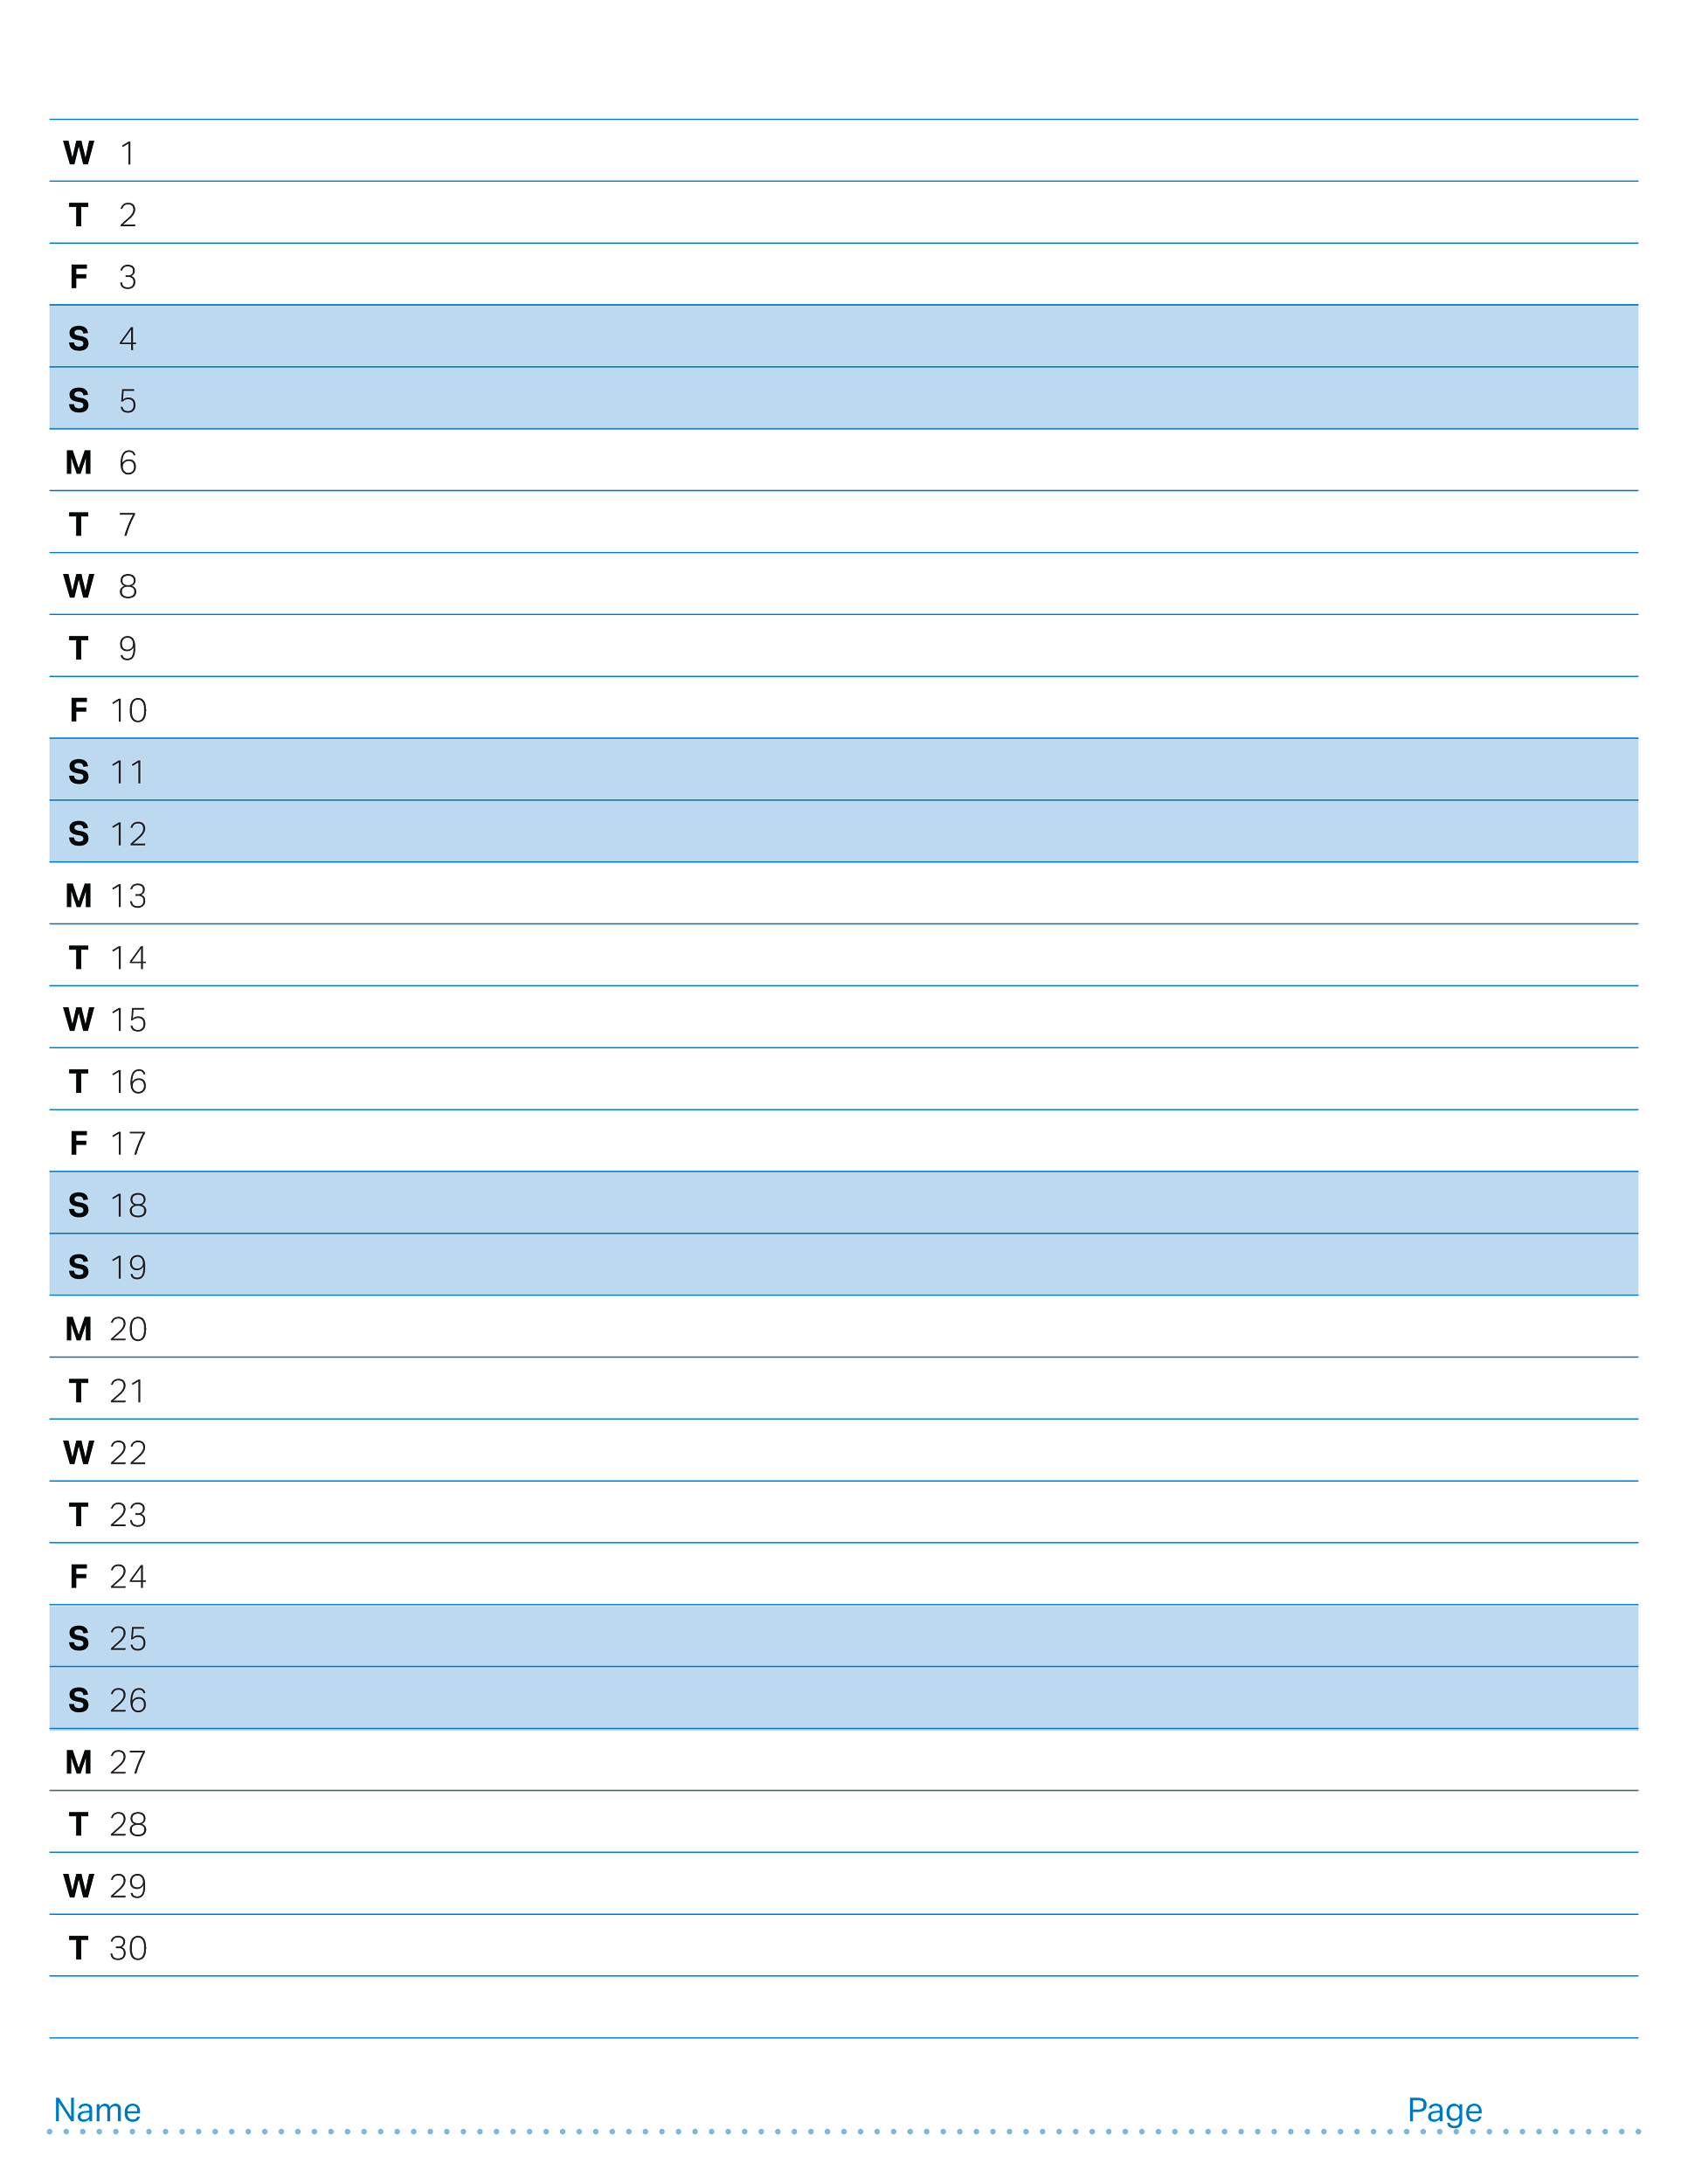 W 1
T 2
F 3
S 4
S 5
M 6
T 7
W 8
T 9
F 10
S 11
S 12
M 13
T 14
W 15
T 16
F 17
S 18
S 19
M 20
T 21
W 22
T 23
F 24
S 25
S 26
M 27
T 28
W 29
T 30
Name Page